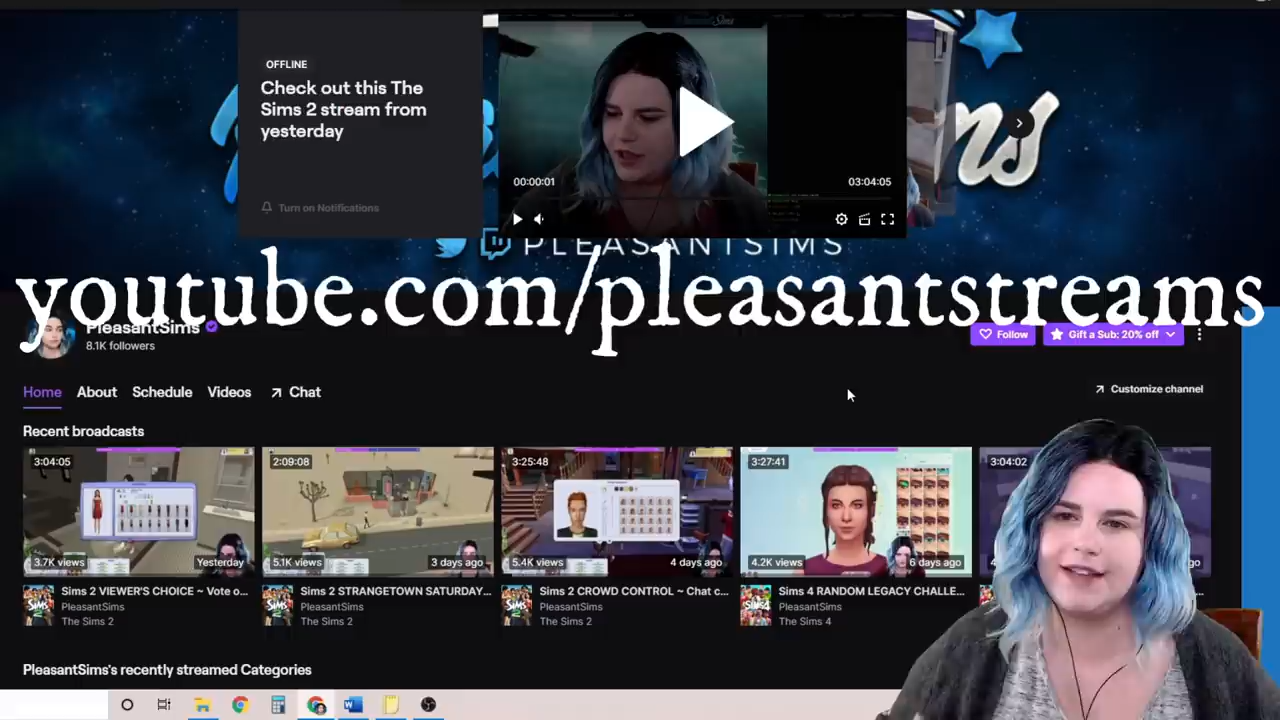 OFFLINE
Check out this The
Sims 2 stream from
yesterday
Turn on Notifications
00:00:01
03:04:05
ms
PLEASANTSIMS
youtube.com/pleasantstreams
PleasantSims
8.1K followers
Follow
Gift a Sub: 20% off
Home About Schedule Videos Chat
Customize channel
Recent broadcasts
3:04:05
2:09:08
3:25:48
3:27:41
3:04:02
3.7K views Yesterday
5.1K views 3 days ago
5.4K views 4 days ago
4.2K views 6 days ago
go
Sims 2 VIEWER'S CHOICE ~ Vote o...
PleasantSims
The Sims 2
Sims 2 STRANGETOWN SATURDAY...
PleasantSims
The Sims 2
Sims 2 CROWD CONTROL ~ Chat c...
PleasantSims
The Sims 2
Sims 4 RANDOM LEGACY CHALLE...
PleasantSims
The Sims 4
PleasantSims's recently streamed Categories